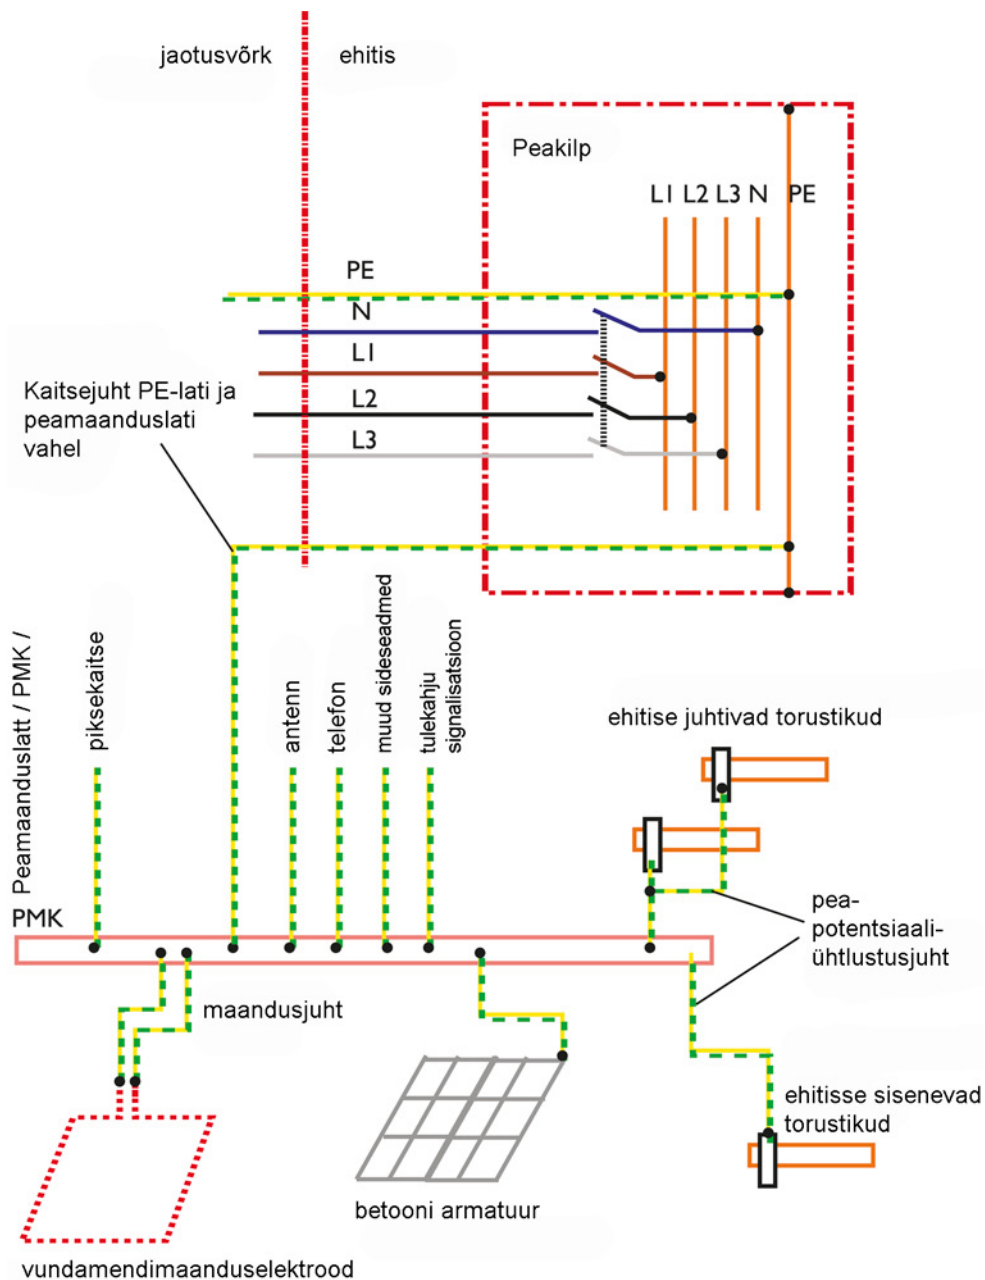 jaotusvõrk
ehitis
Peakilp
L1 L2 L3 N PE
PE
N
L1
L2
L3
Kaitsejuht PE-lati ja
peamaanduslati
vahel
Peamaanduslatt / PMK /
piksekaitse
antenn
telefon
muud sideseadmed
tulekahju
signalisatsioon
ehitise juhtivad torustikud
PMK
pea-
potentsiaali-
ühtlustusjuht
maandusjuht
ehitisse sisenevad
torustikud
betooni armatuur
vundamendimaanduselektrood